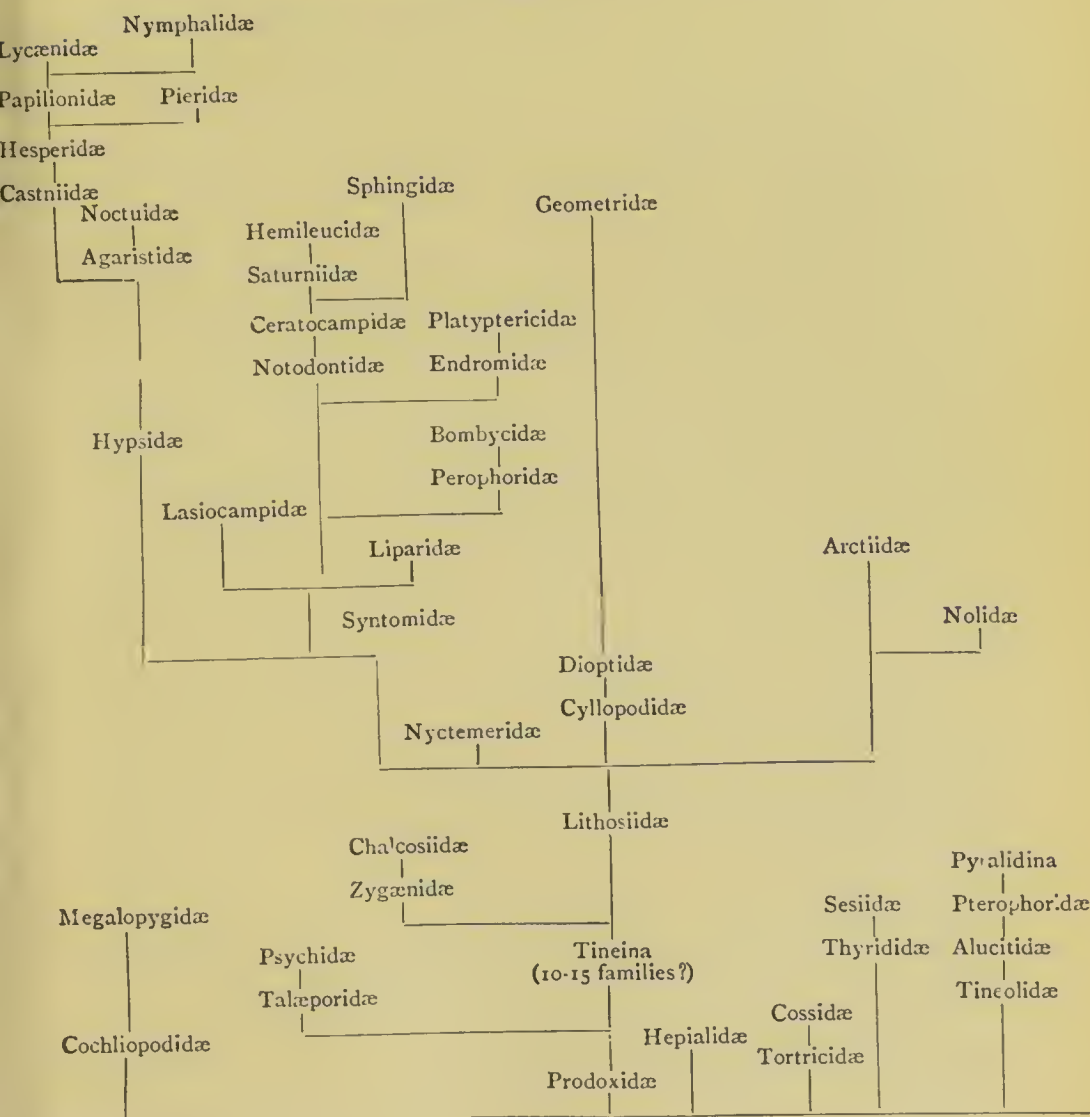 Nymphalidæ
Lycænidæ
Papilionidæ Pieridæ
Hesperidæ
Castniidæ
Noctuidæ
Agaristidæ
Sphingidæ
Geometridæ
Hemileucidæ
Saturniidæ
Ceratocampidæ Platyptericidæ
Notodontidæ Endromidæ
Hypsidæ
Bombycidæ
Perophoridæ
Lasiocampidæ
Liparidæ
Arctiidæ
Syntomidæ
Nolidæ
Dioptidæ
Cyllopodidæ
Nyctemeridæ
Lithosiidæ
Chalcosiidæ
Zygænidæ
Pyralidina
Megalopygidæ
Sesiidæ Pterophoridæ
Psychidæ
Tineina
(10-15 families?)
Thyrididæ Alucitidæ
Talæporidæ
Tineolidæ
Cochliopodidæ
Hepialidæ
Cossidæ
Tortricidæ
Prodoxidæ